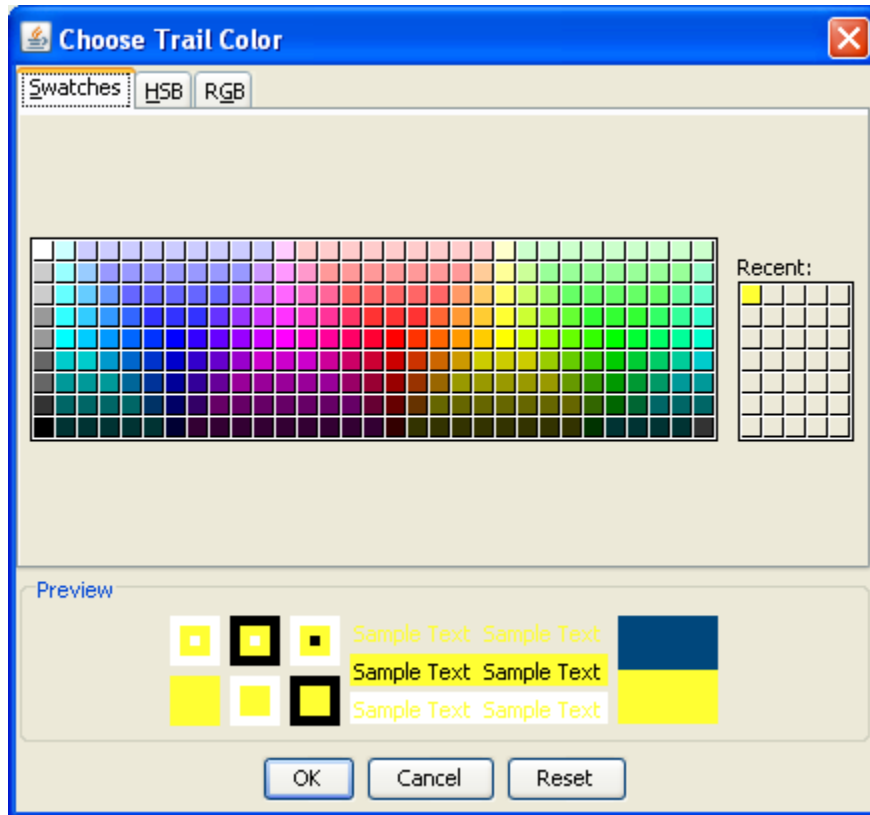 Choose Trail Color
Swatches HSB RGB
Recent:
Preview
Sample Text Sample Text
Sample Text Sample Text
Sample Text Sample Text
OK Cancel Reset